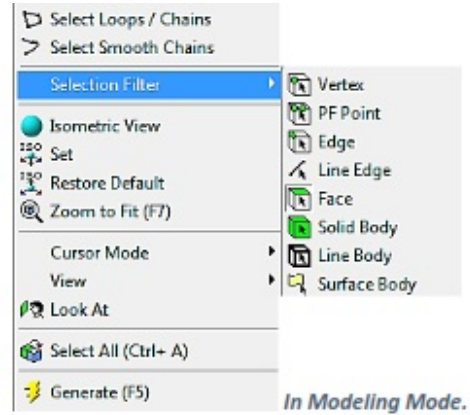 Select Loops / Chains
Select Smooth Chains
Selection Filter
Isometric View
ISO
Set
ISO
Restore Default
Zoom to Fit (F7)
Cursor Mode
View
Look At
Select All (Ctrl+ A)
Generate (F5)
Vertex
PF Point
Edge
Line Edge
Face
Solid Body
Line Body
Surface Body
In Modeling Mode.